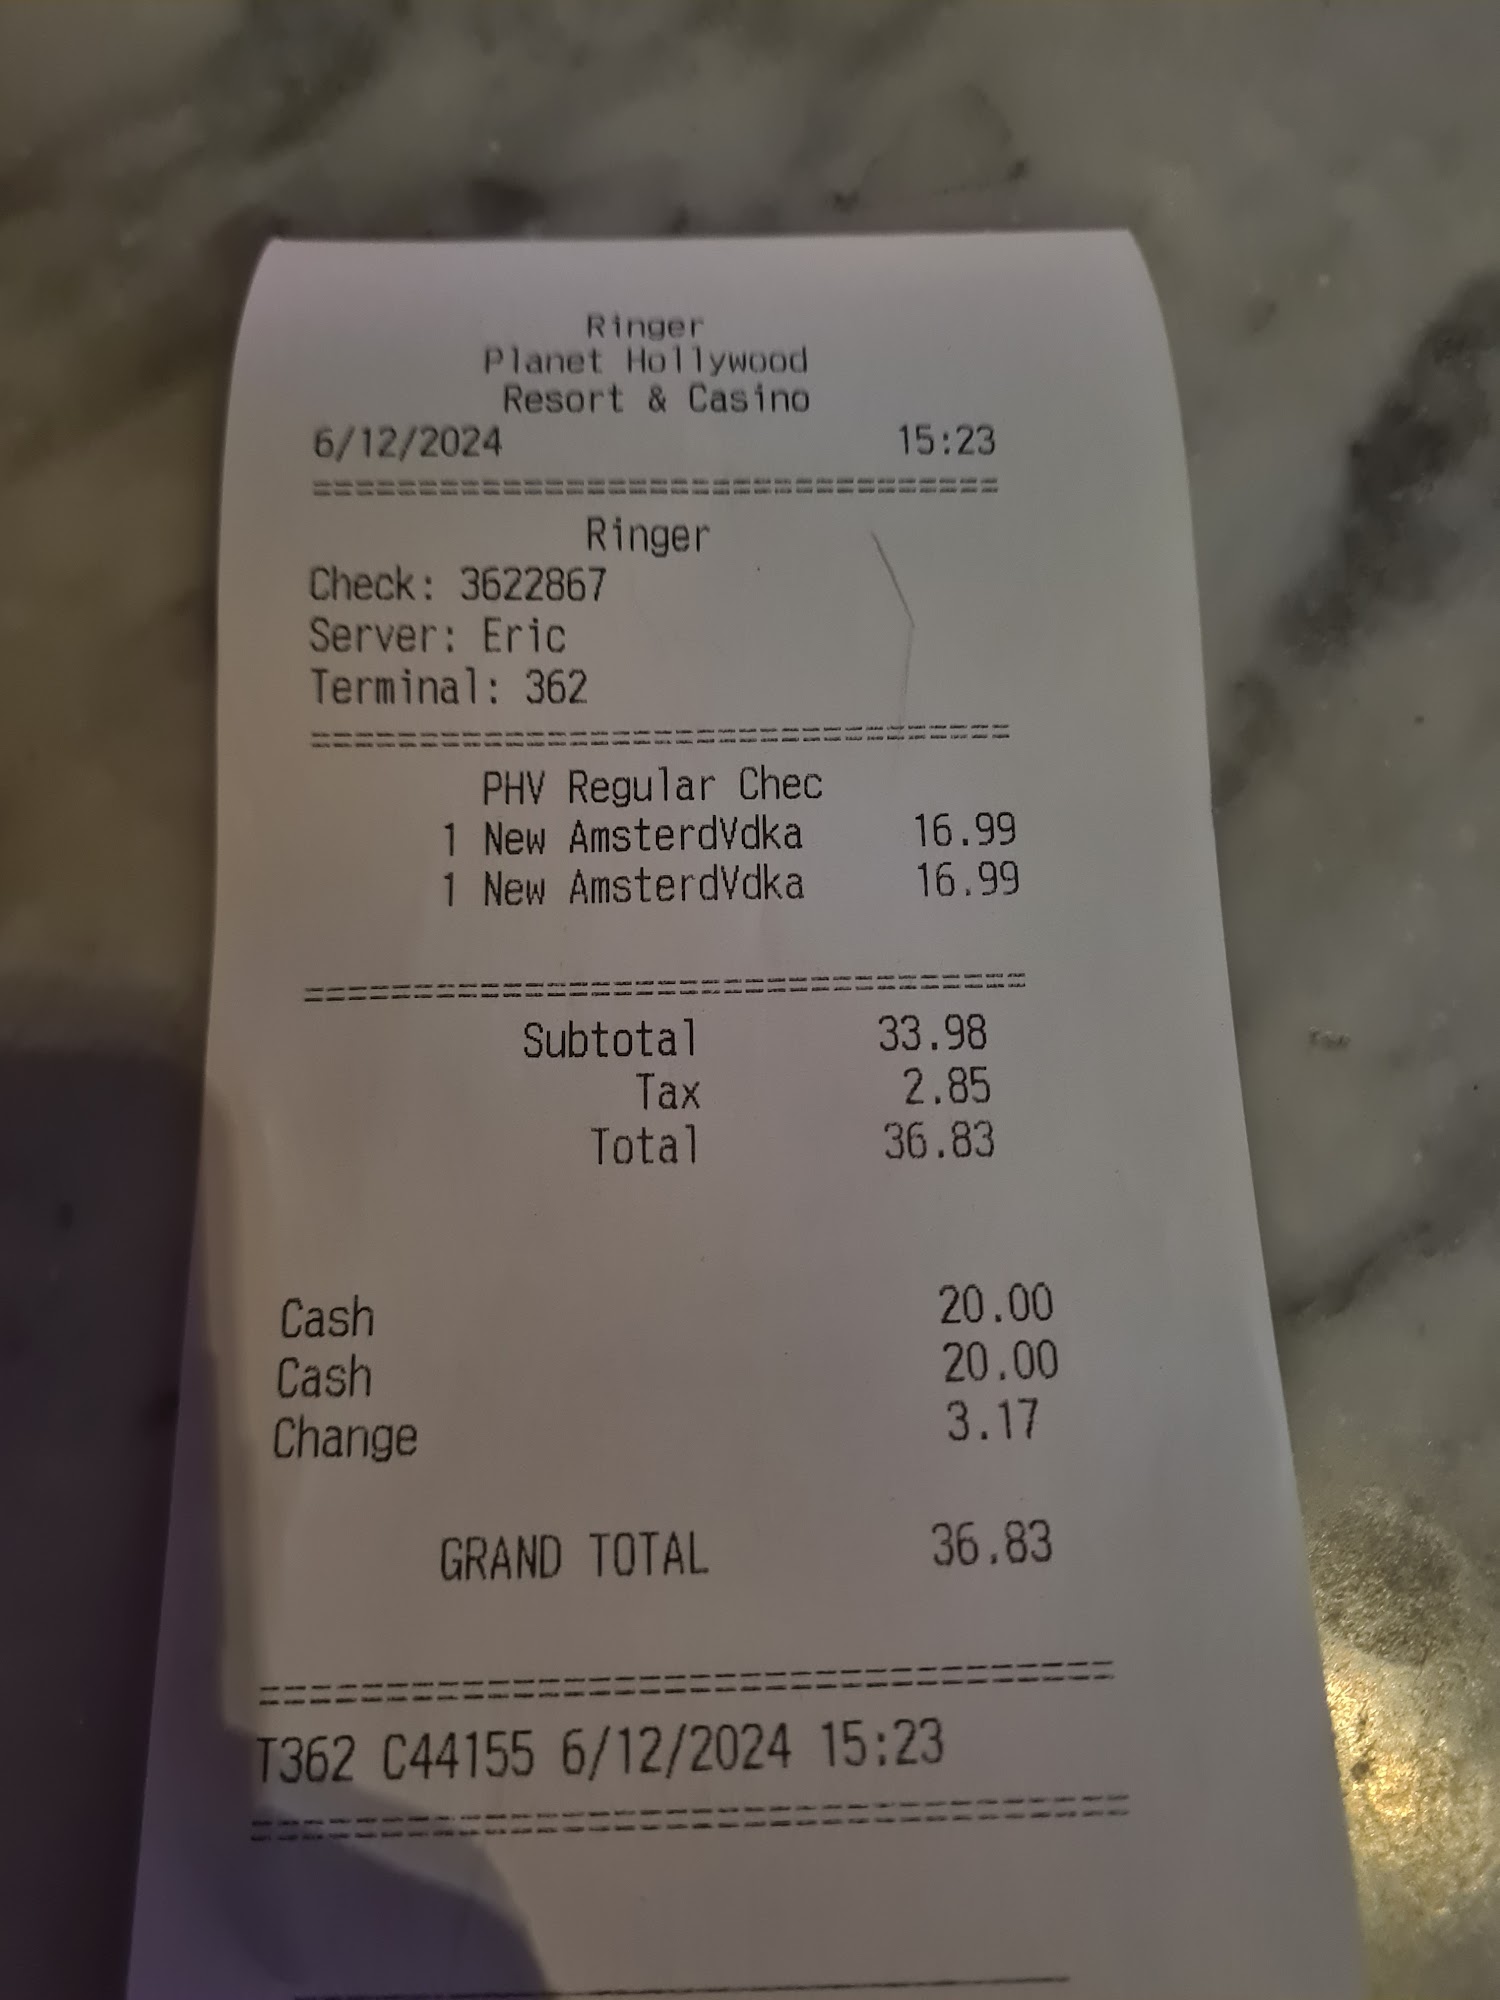 Ringer
Planet Hollywood
Resort & Casino
6/12/2024 15:23
================================
Ringer
Check: 3622867
Server: Eric
Terminal: 362
================================
PHV Regular Chec
1 New AmsterdVdka 16.99
1 New AmsterdVdka 16.99
================================
Subtotal 33.98
Tax 2.85
Total 36.83
Cash 20.00
Cash 20.00
Change 3.17
GRAND TOTAL 36.83
================================
T362 C44155 6/12/2024 15:23
================================